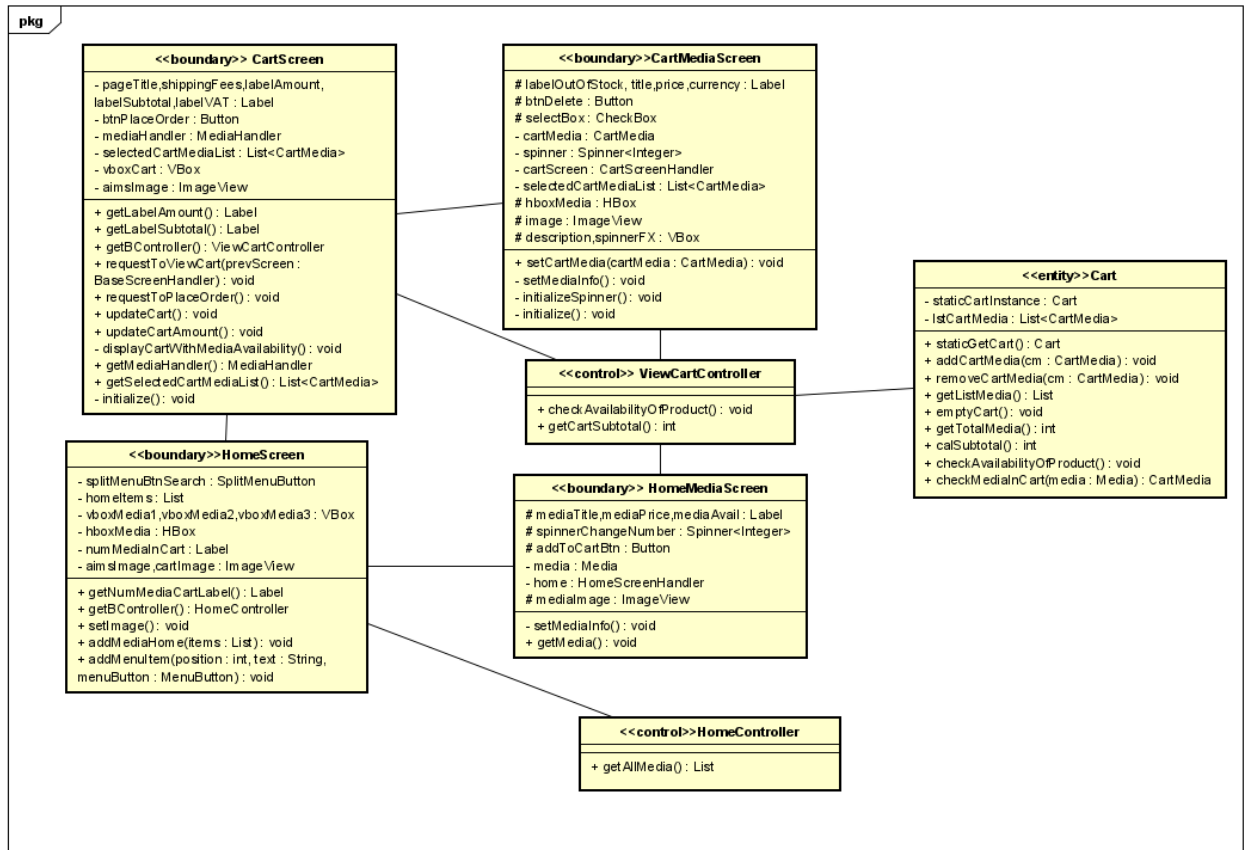 pkg
<<boundary>> CartScreen
- pageTitle,shippingFees,labelAmount,
labelSubtotal,labelVAT : Label
- btnPlaceOrder : Button
- mediaHandler : MediaHandler
- selectedCartMediaList : List<CartMedia>
- vboxCart : VBox
- aimsImage : ImageView
+ getLabelAmount() : Label
+ getLabelSubtotal() : Label
+ getBController() : ViewCartController
+ requestToViewCart(prevScreen :
BaseScreenHandler) : void
+ requestToPlaceOrder() : void
+ updateCart() : void
+ updateCartAmount() : void
- displayCartWithMediaAvailability() : void
+ getMediaHandler() : MediaHandler
+ getSelectedCartMediaList() : List<CartMedia>
- initialize() : void
<<boundary>>CartMediaScreen
# labelOutOfStock, title,price,currency : Label
# btnDelete : Button
# selectBox : CheckBox
- cartMedia : CartMedia
- spinner : Spinner<Integer>
- cartScreen : CartScreenHandler
- selectedCartMediaList : List<CartMedia>
# hboxMedia : HBox
# image : ImageView
# description,spinnerFX : VBox
+ setCartMedia(cartMedia : CartMedia) : void
- setMediaInfo() : void
- initializeSpinner() : void
- initialize() : void
<<entity>>Cart
- staticCartInstance : Cart
- lstCartMedia : List<CartMedia>
+ staticGetCart() : Cart
+ addCartMedia(cm : CartMedia) : void
+ removeCartMedia(cm : CartMedia) : void
+ getListMedia() : List
+ emptyCart() : void
+ getTotalMedia() : int
+ calSubtotal() : int
+ checkAvailabilityOfProduct() : void
+ checkMediaInCart(media : Media) : CartMedia
<<control>> ViewCartController
+ checkAvailabilityOfProduct() : void
+ getCartSubtotal() : int
<<boundary>>HomeScreen
- splitMenuBtnSearch : SplitMenuButton
- homeItems : List
- vboxMedia1,vboxMedia2,vboxMedia3 : VBox
- hboxMedia : HBox
- numMediaInCart : Label
- aimsImage,cartImage : ImageView
+ getNumMediaCartLabel() : Label
+ getBController() : HomeController
+ setImage() : void
+ addMediaHome(items : List) : void
+ addMenuItem(position : int, text : String,
menuButton : MenuButton) : void
<<boundary>> HomeMediaScreen
# mediaTitle,mediaPrice,mediaAvail : Label
# spinnerChangeNumber : Spinner<Integer>
# addToCartBtn : Button
- media : Media
- home : HomeScreenHandler
# mediaImage : ImageView
- setMediaInfo() : void
+ getMedia() : void
<<control>>HomeController
+ getAllMedia() : List